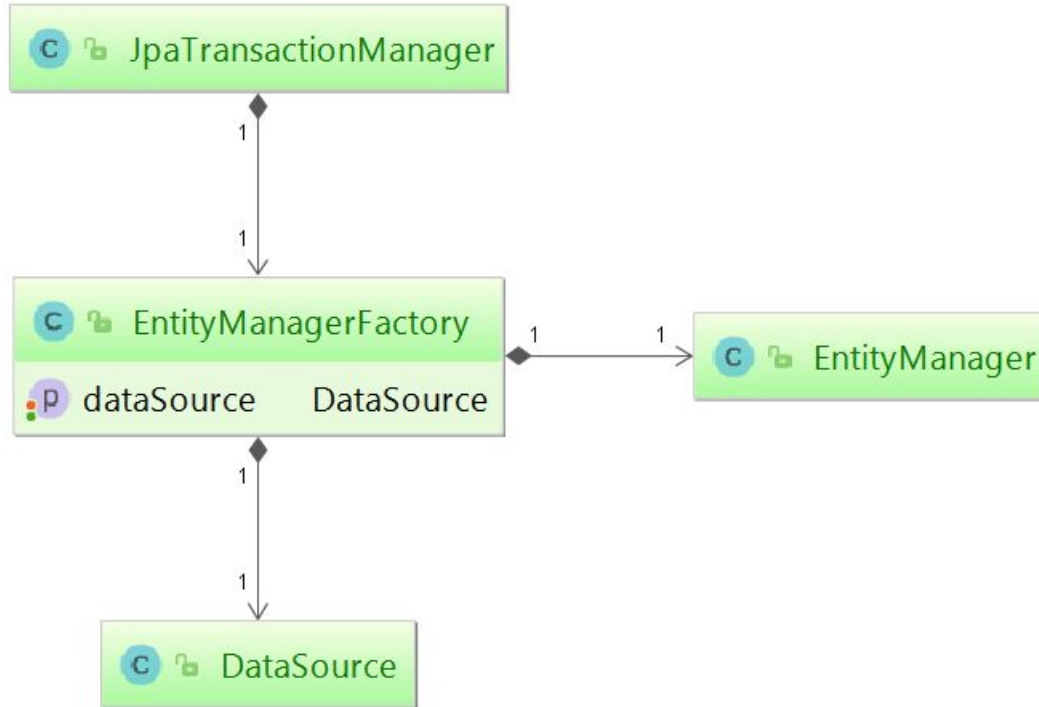 C JpaTransactionManager
1
1
C EntityManagerFactory
p dataSource DataSource
1 1
C EntityManager
1
1
C DataSource